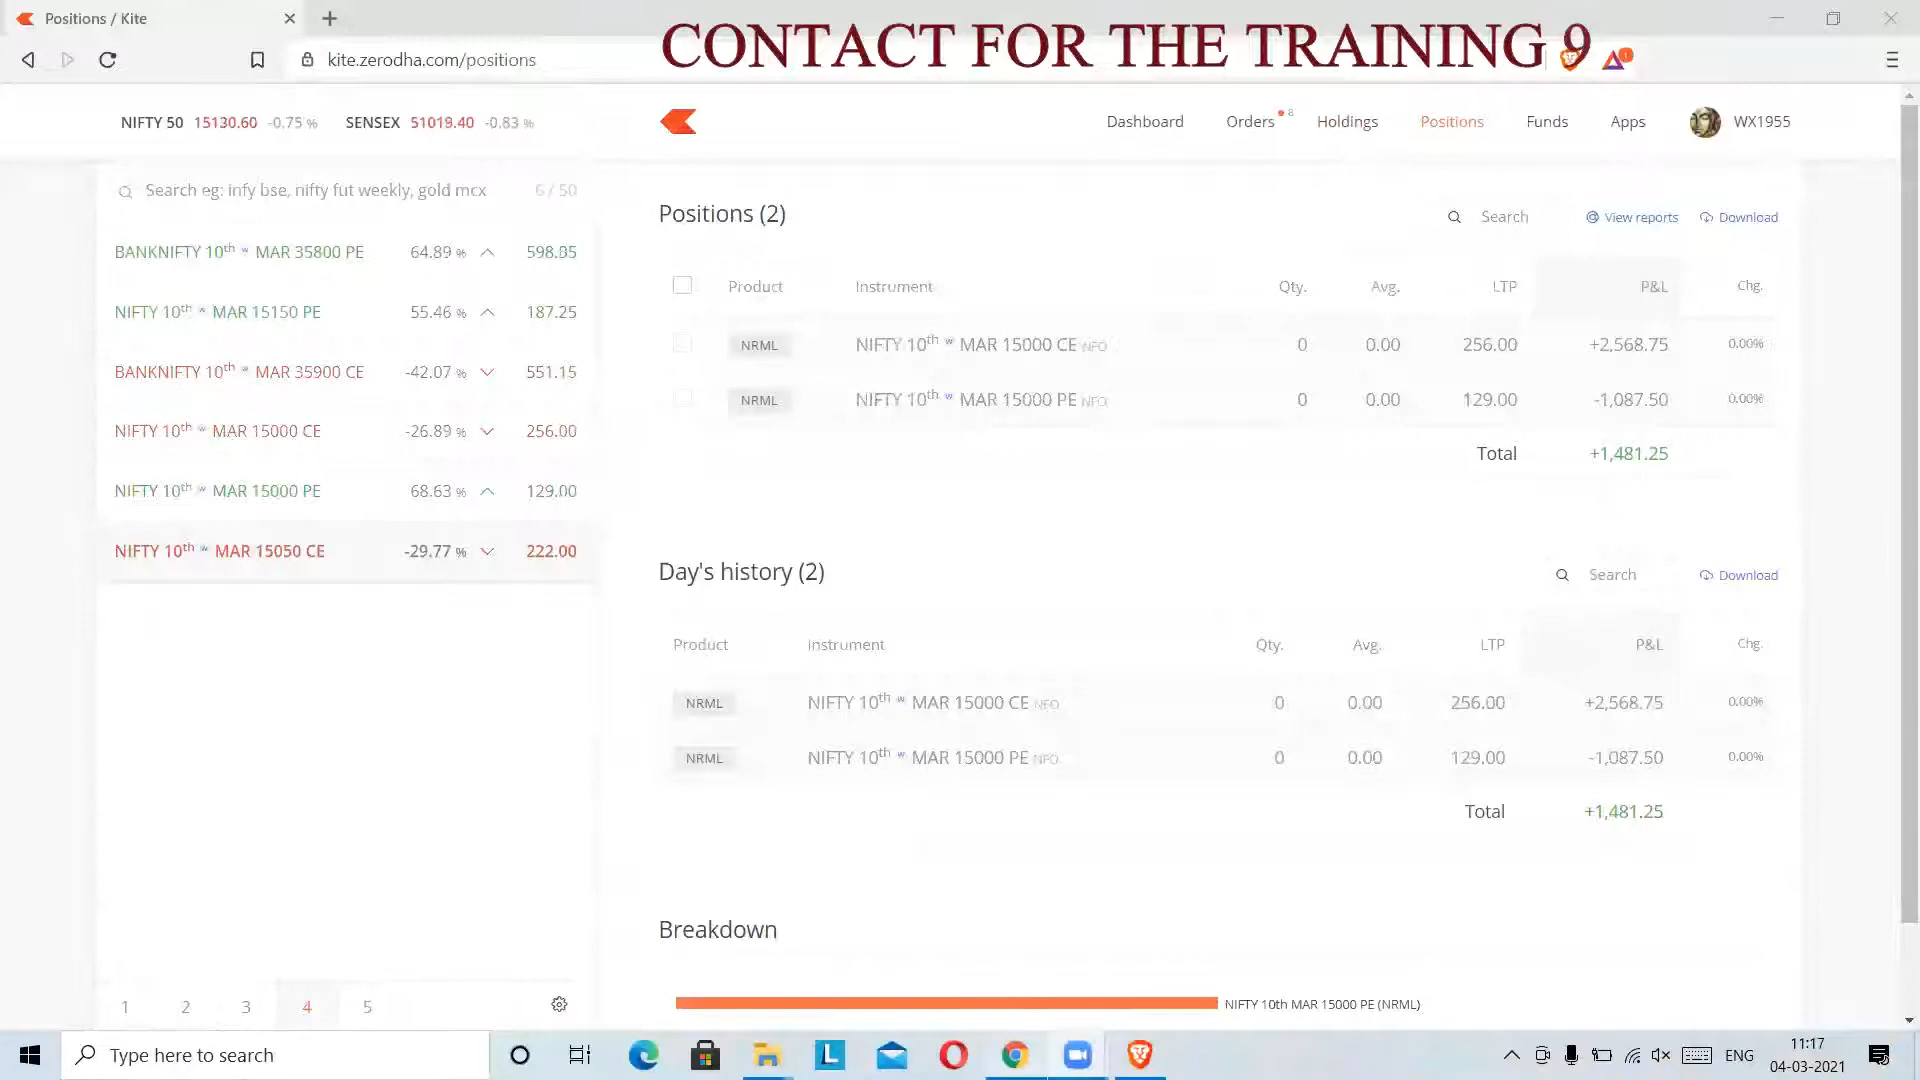 Positions / Kite
kite.zerodha.com/positions
CONTACT FOR THE TRAINING 9
NIFTY 50 15130.60 -0.75 % SENSEX 51019.40 -0.83 %
Dashboard Orders 8 Holdings Positions Funds Apps WX1955
Search eg: infy bse, nifty fut weekly, gold mcx 6 / 50
BANKNIFTY 10th w MAR 35800 PE 64.89 % 598.85
NIFTY 10th w MAR 15150 PE 55.46 % 187.25
BANKNIFTY 10th w MAR 35900 CE -42.07 % 551.15
NIFTY 10th w MAR 15000 CE -26.89 % 256.00
NIFTY 10th w MAR 15000 PE 68.63 % 129.00
NIFTY 10th w MAR 15050 CE -29.77 % 222.00
1 2 3 4 5
Positions (2) Search View reports Download
Product Instrument Qty. Avg. LTP P&L Chg.
NRML NIFTY 10th w MAR 15000 CE NFO 0 0.00 256.00 +2,568.75 0.00%
NRML NIFTY 10th w MAR 15000 PE NFO 0 0.00 129.00 -1,087.50 0.00%
Total +1,481.25
Day's history (2) Search Download
Product Instrument Qty. Avg. LTP P&L Chg.
NRML NIFTY 10th w MAR 15000 CE NFO 0 0.00 256.00 +2,568.75 0.00%
NRML NIFTY 10th w MAR 15000 PE NFO 0 0.00 129.00 -1,087.50 0.00%
Total +1,481.25
Breakdown
NIFTY 10th MAR 15000 PE (NRML)
Type here to search
L
ENG
11:17
04-03-2021